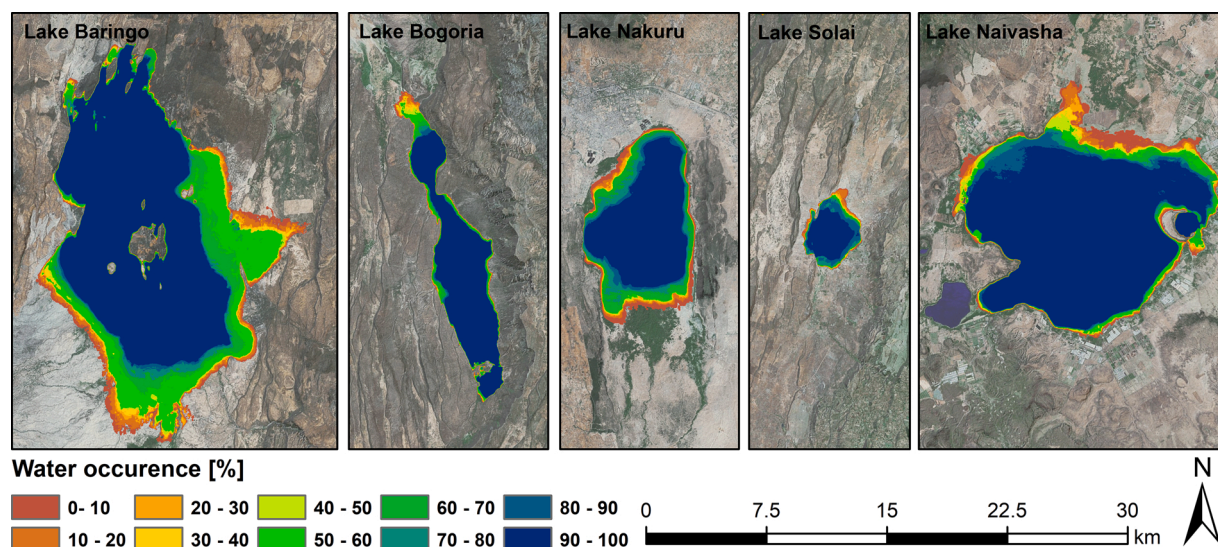 Lake Baringo
Lake Bogoria
Lake Nakuru
Lake Solai
Lake Naivasha
Water occurence [%]
0 - 10
20 - 30
40 - 50
60 - 70
80 - 90
10 - 20
30 - 40
50 - 60
70 - 80
90 - 100
0
7.5
15
22.5
30
km
N